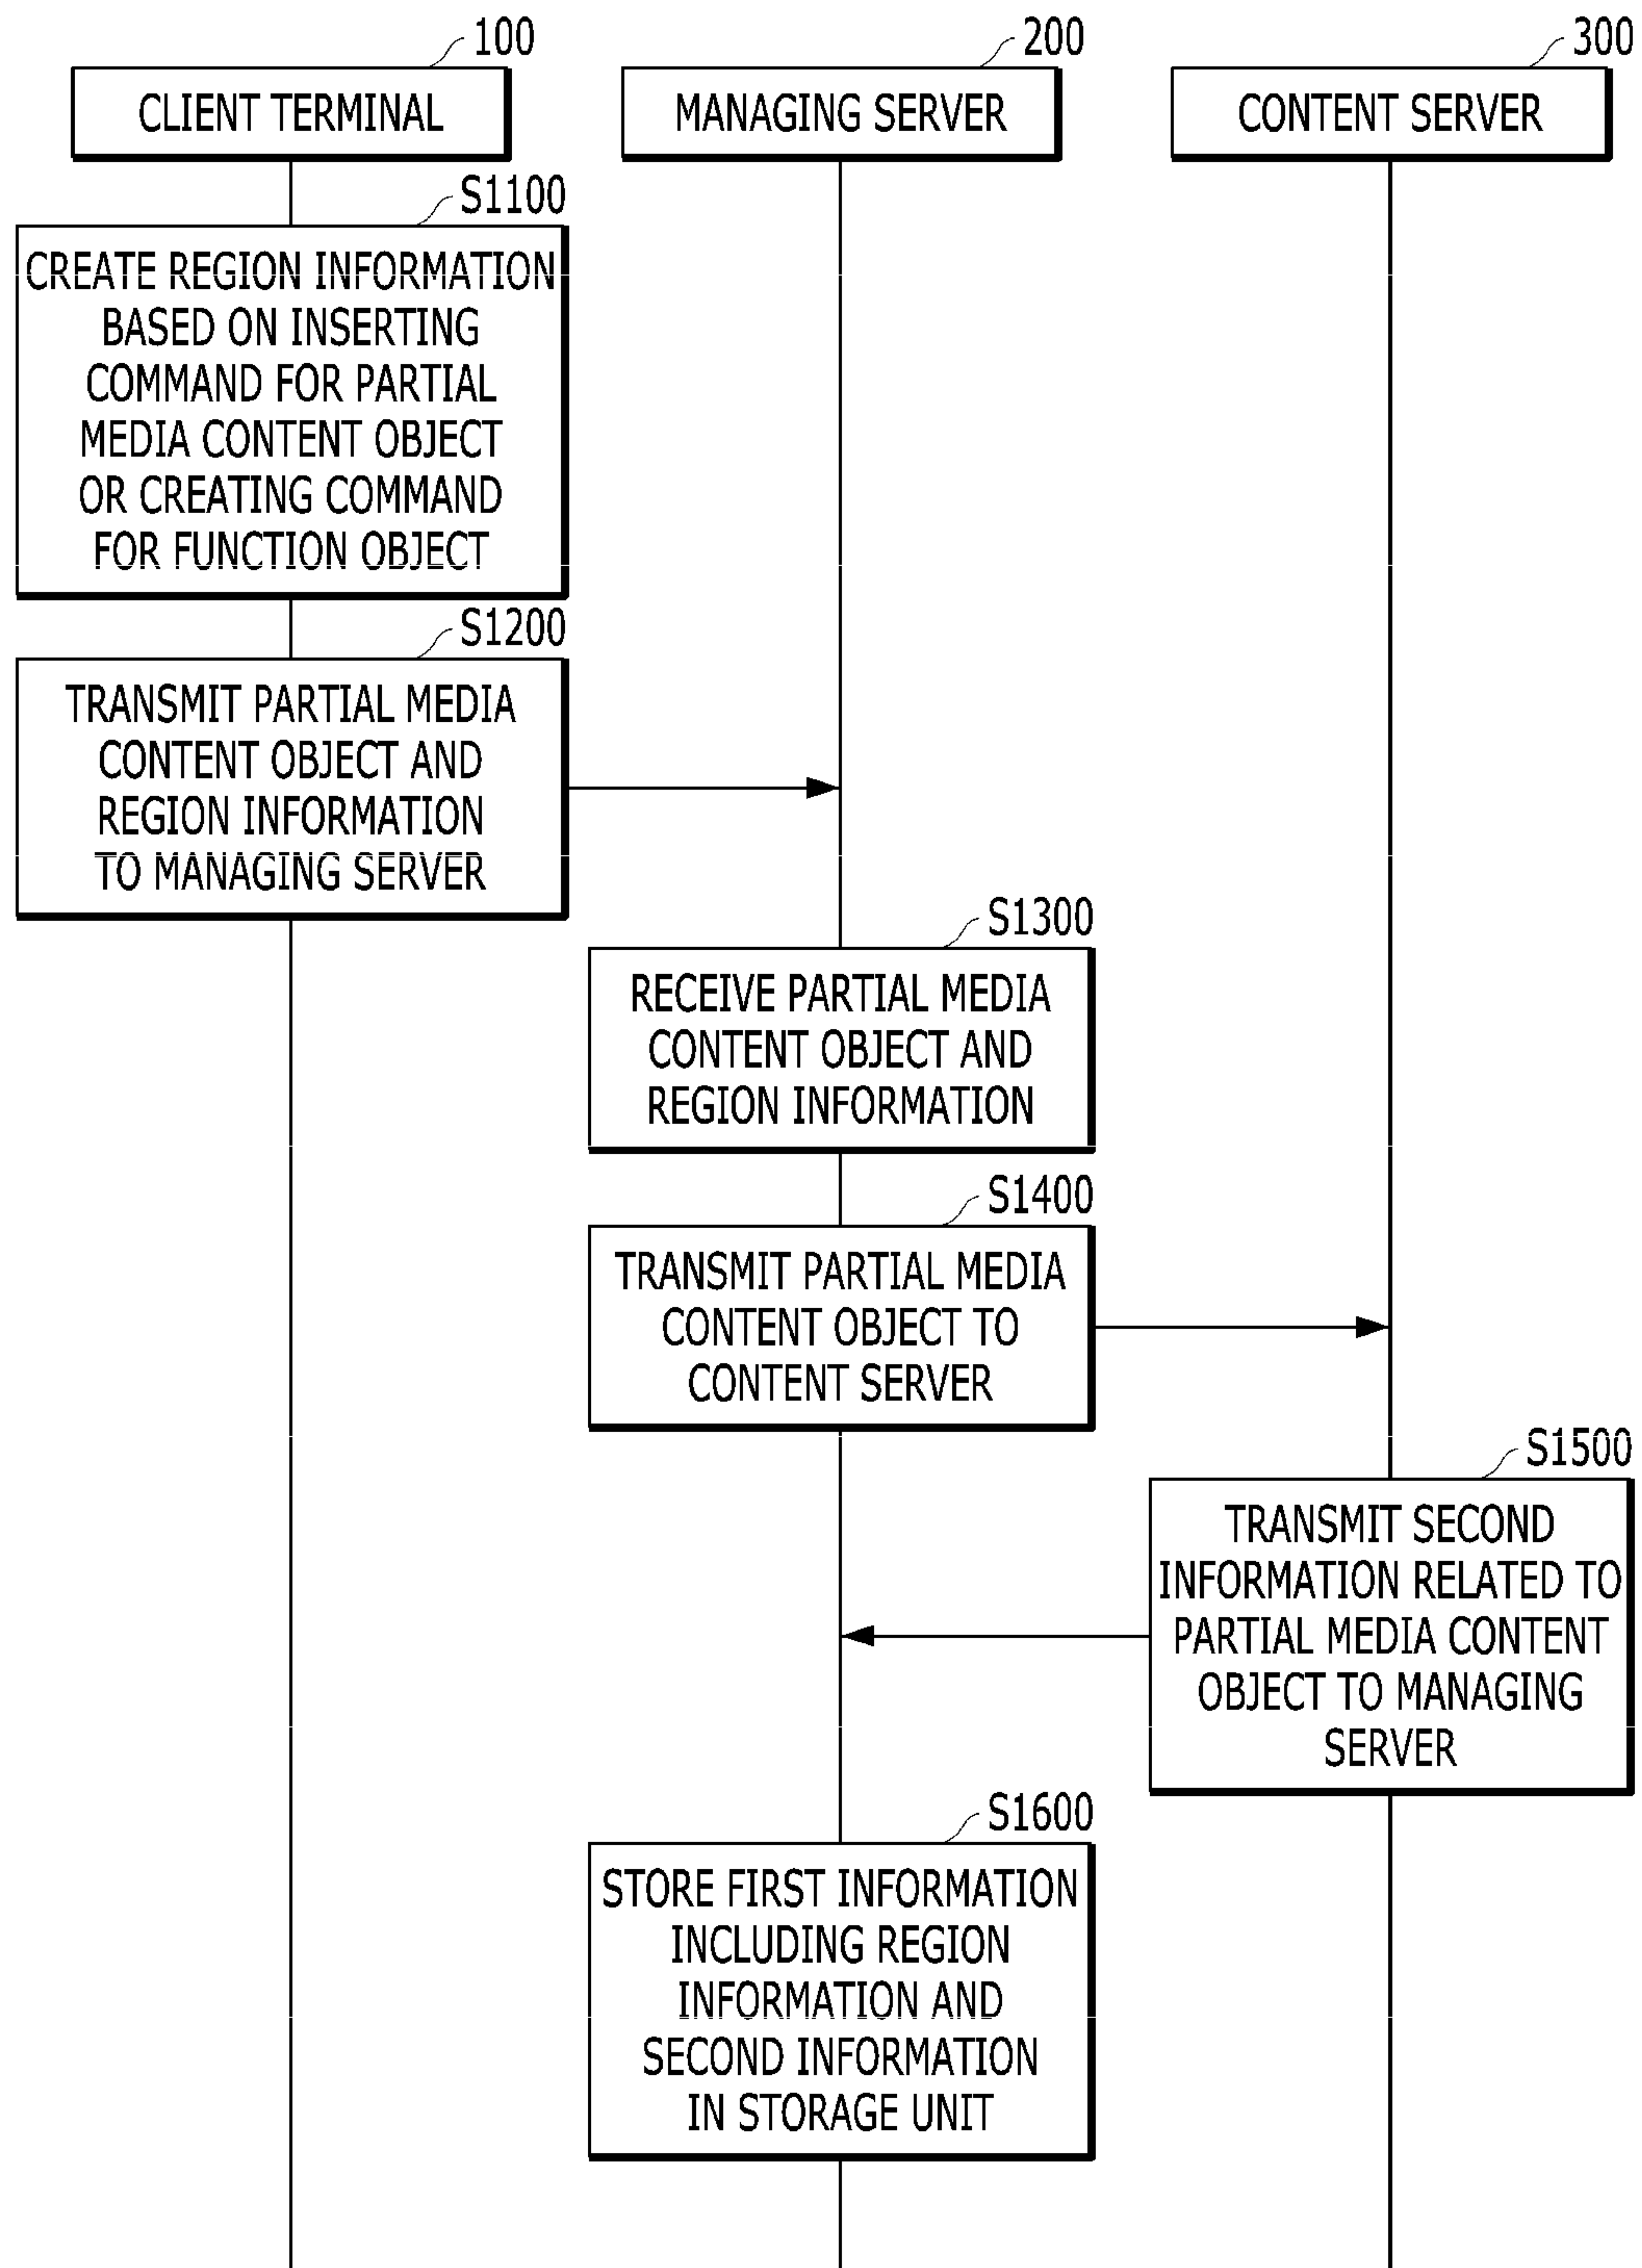 100
200
300
CLIENT TERMINAL
MANAGING SERVER
CONTENT SERVER
S1100
CREATE REGION INFORMATION
BASED ON INSERTING
COMMAND FOR PARTIAL
MEDIA CONTENT OBJECT
OR CREATING COMMAND
FOR FUNCTION OBJECT
S1200
TRANSMIT PARTIAL MEDIA
CONTENT OBJECT AND
REGION INFORMATION
TO MANAGING SERVER
S1300
RECEIVE PARTIAL MEDIA
CONTENT OBJECT AND
REGION INFORMATION
S1400
TRANSMIT PARTIAL MEDIA
CONTENT OBJECT TO
CONTENT SERVER
S1500
TRANSMIT SECOND
INFORMATION RELATED TO
PARTIAL MEDIA CONTENT
OBJECT TO MANAGING
SERVER
S1600
STORE FIRST INFORMATION
INCLUDING REGION
INFORMATION AND
SECOND INFORMATION
IN STORAGE UNIT